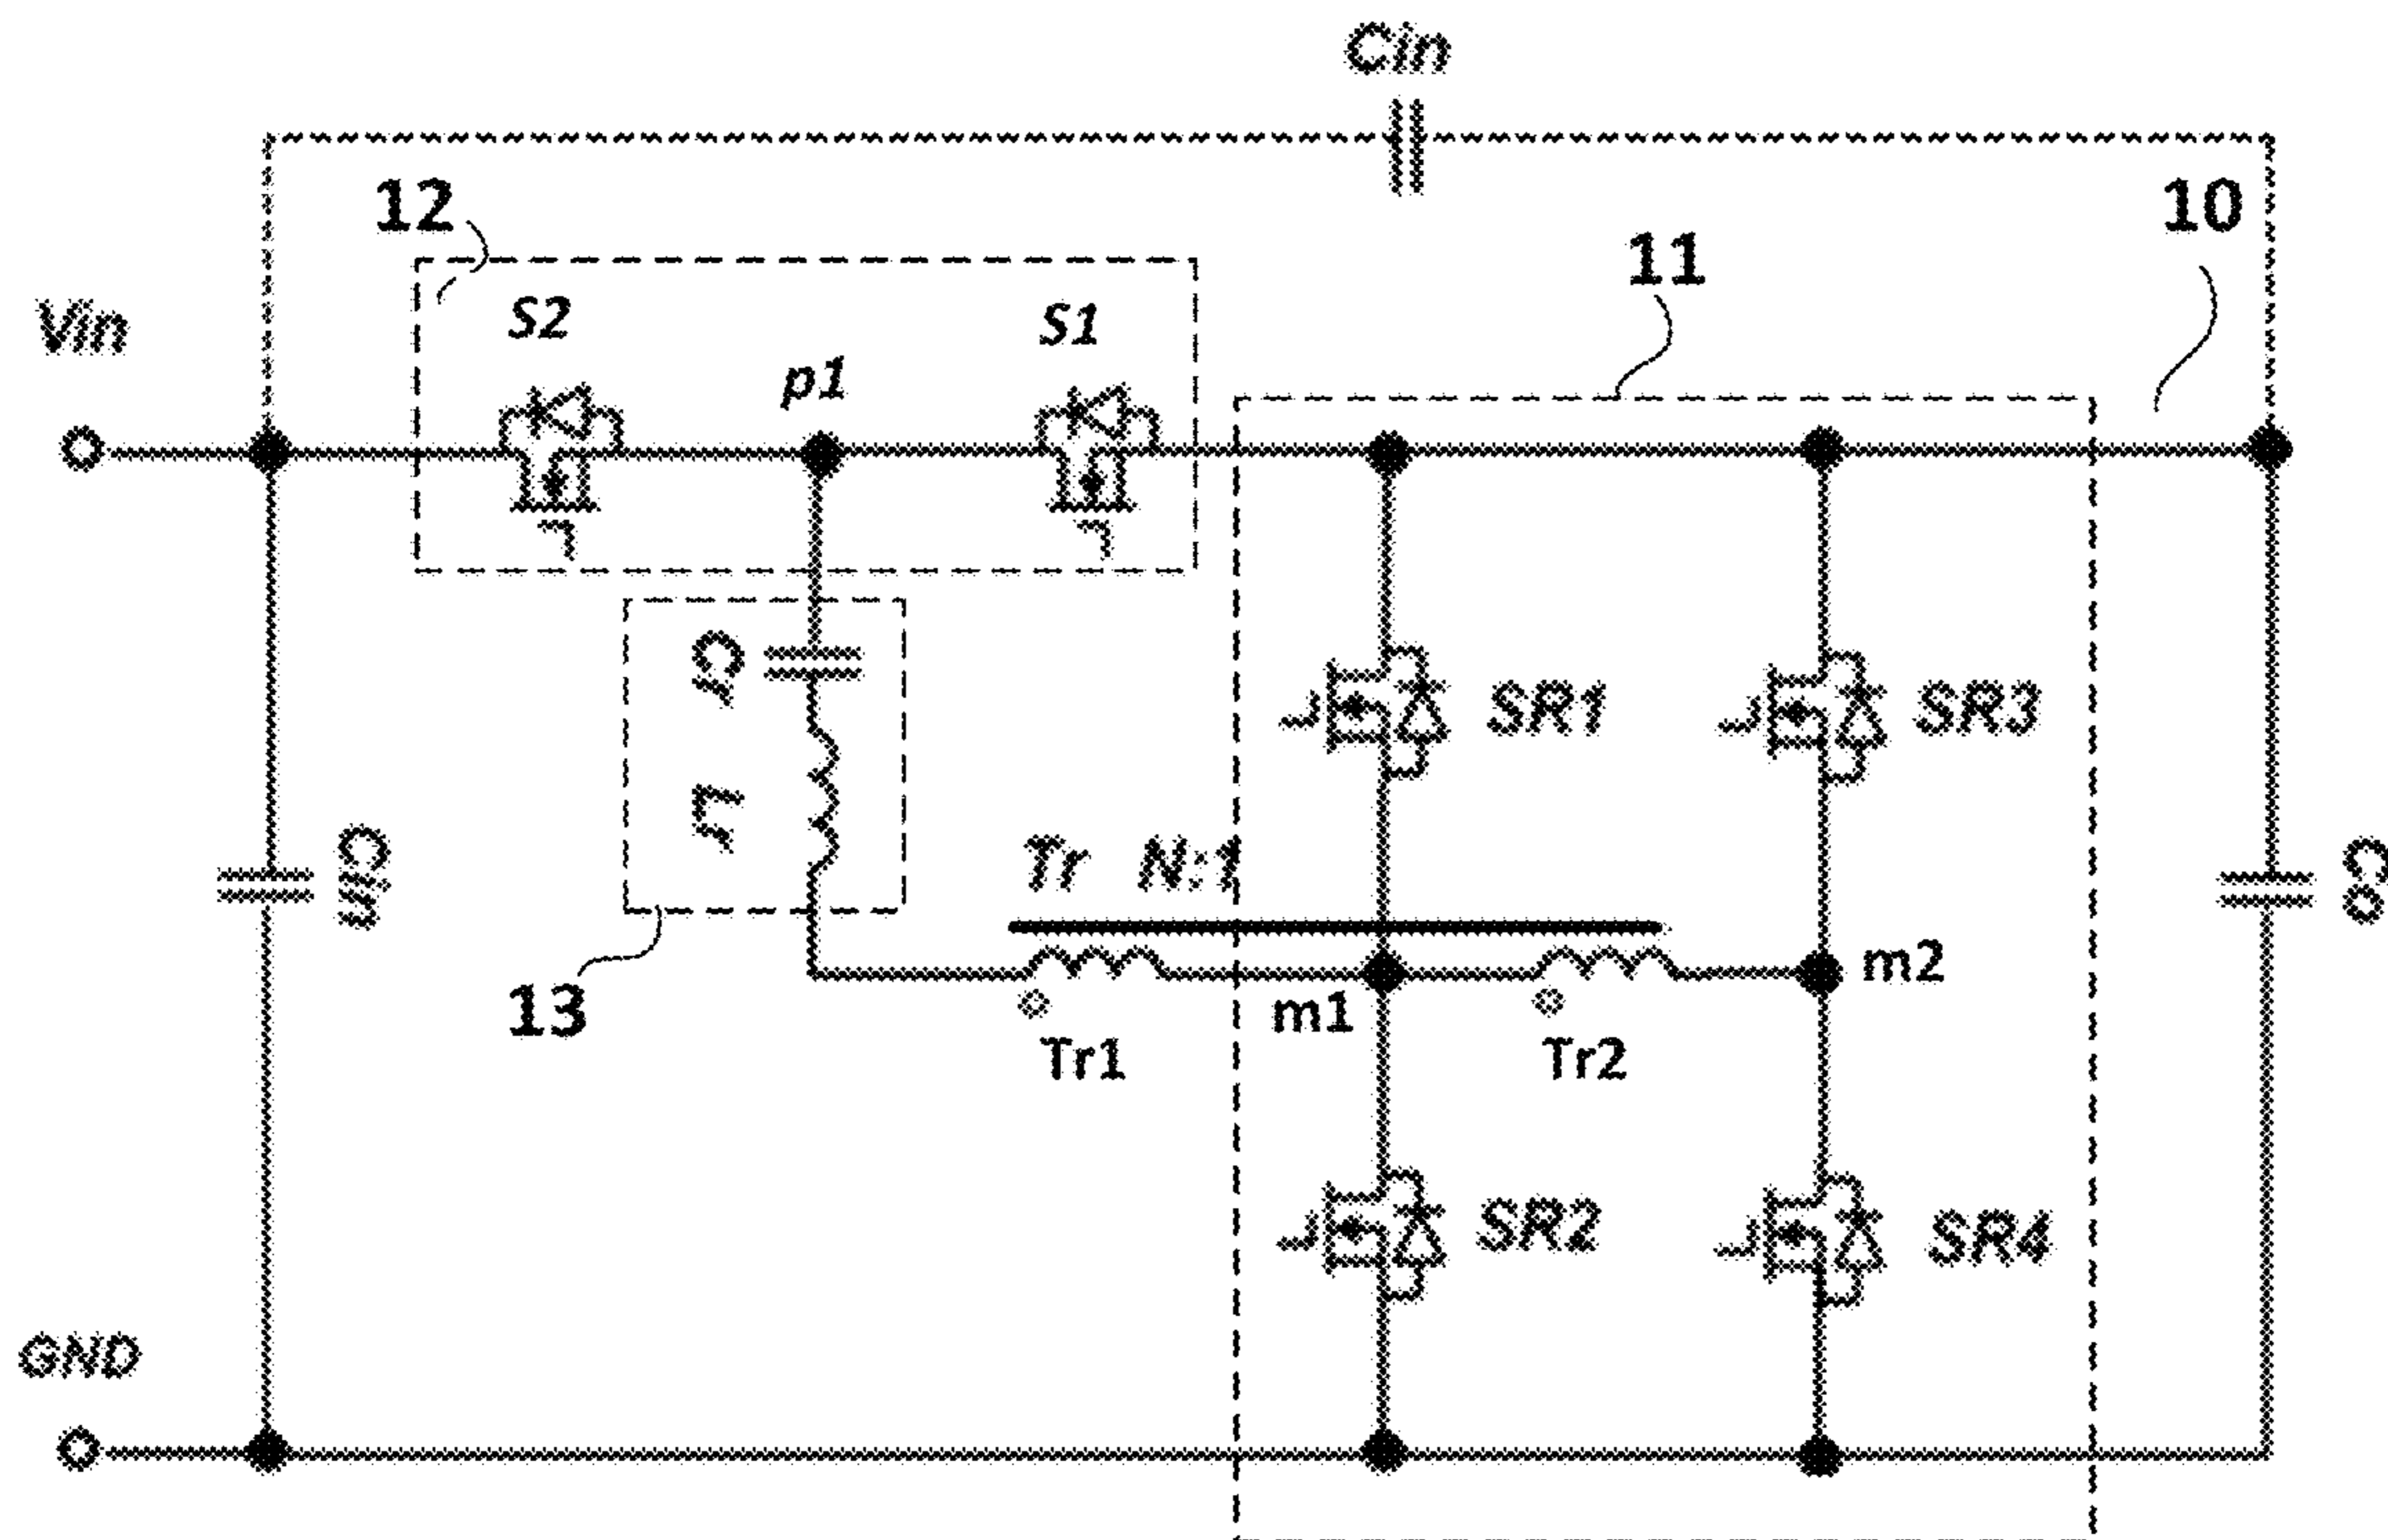 Cin
12
10
11
Vin
S2
S1
p1
Cr
SR1
SR3
Lr
Cin
Tr N:1
Co
m2
13
m1
Tr1
Tr2
SR2
SR4
GND